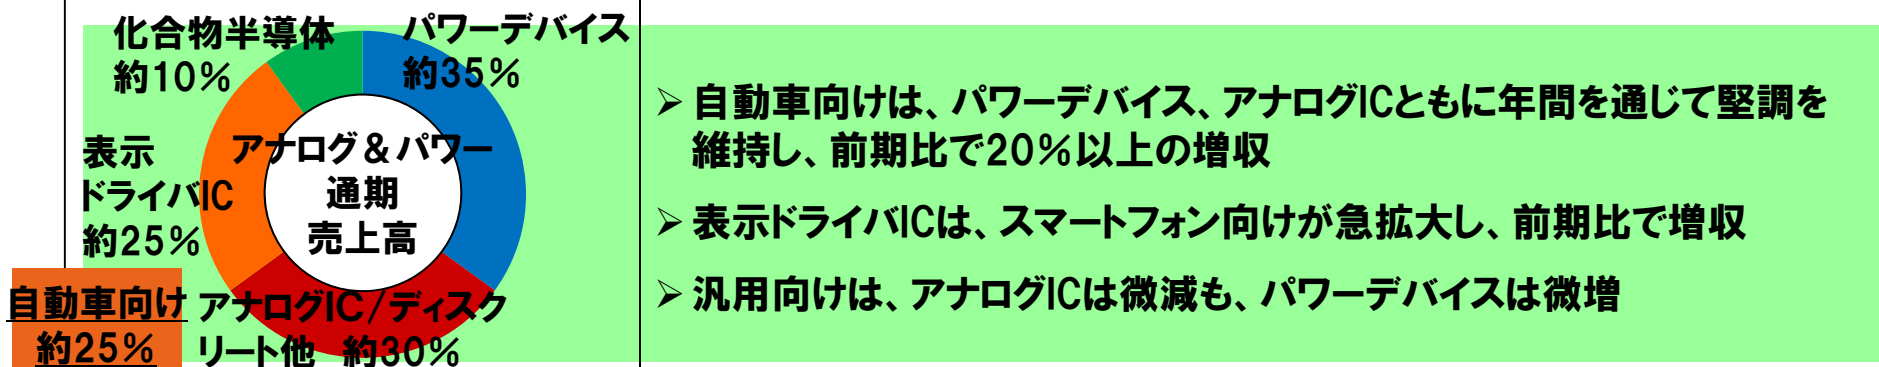 化合物半導体
約10%
パワーデバイス
約35%
表示
ドライバIC
約25%
アナログ&パワー
通期
売上高
自動車向け
約25%
アナログIC/ディスク
リート他 約30%
➢ 自動車向けは、パワーデバイス、アナログICともに年間を通じて堅調を
維持し、前期比で20%以上の増収
➢ 表示ドライバICは、スマートフォン向けが急拡大し、前期比で増収
➢ 汎用向けは、アナログICは微減も、パワーデバイスは微増